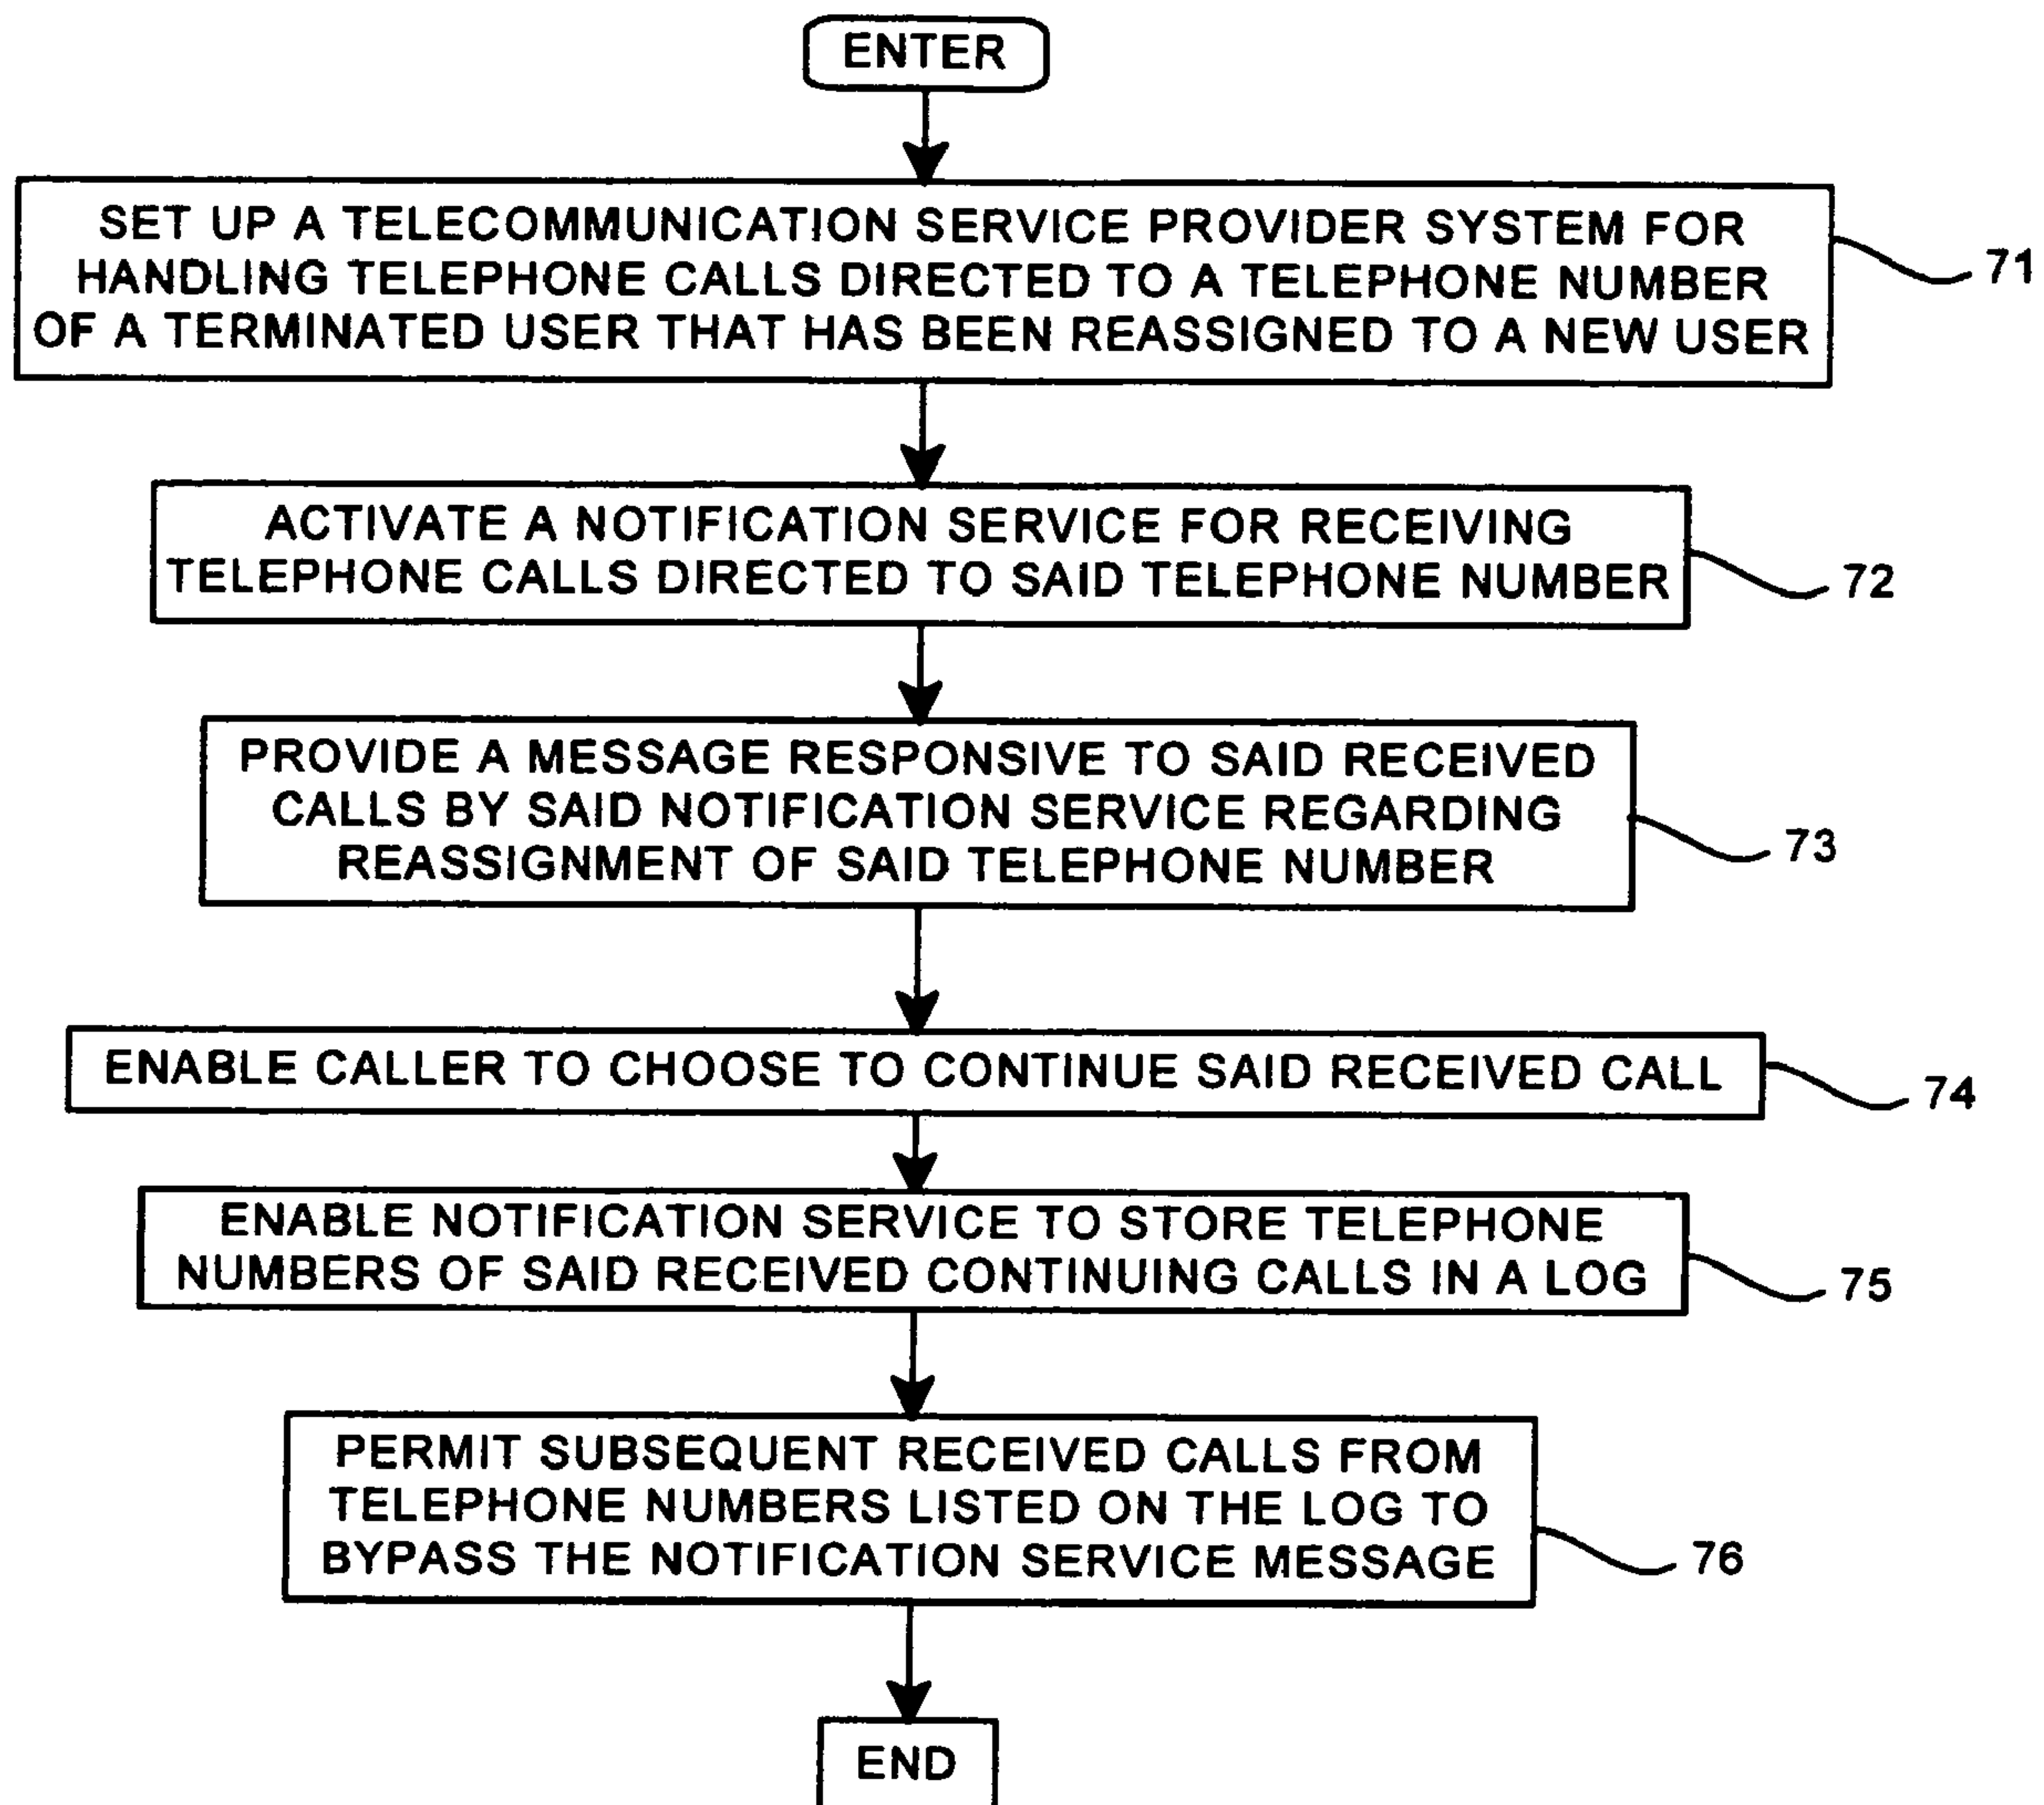 ENTER
SET UP A TELECOMMUNICATION SERVICE PROVIDER SYSTEM FOR
HANDLING TELEPHONE CALLS DIRECTED TO A TELEPHONE NUMBER
OF A TERMINATED USER THAT HAS BEEN REASSIGNED TO A NEW USER
71
ACTIVATE A NOTIFICATION SERVICE FOR RECEIVING
TELEPHONE CALLS DIRECTED TO SAID TELEPHONE NUMBER
72
PROVIDE A MESSAGE RESPONSIVE TO SAID RECEIVED
CALLS BY SAID NOTIFICATION SERVICE REGARDING
REASSIGNMENT OF SAID TELEPHONE NUMBER
73
ENABLE CALLER TO CHOOSE TO CONTINUE SAID RECEIVED CALL
74
ENABLE NOTIFICATION SERVICE TO STORE TELEPHONE
NUMBERS OF SAID RECEIVED CONTINUING CALLS IN A LOG
75
PERMIT SUBSEQUENT RECEIVED CALLS FROM
TELEPHONE NUMBERS LISTED ON THE LOG TO
BYPASS THE NOTIFICATION SERVICE MESSAGE
76
END